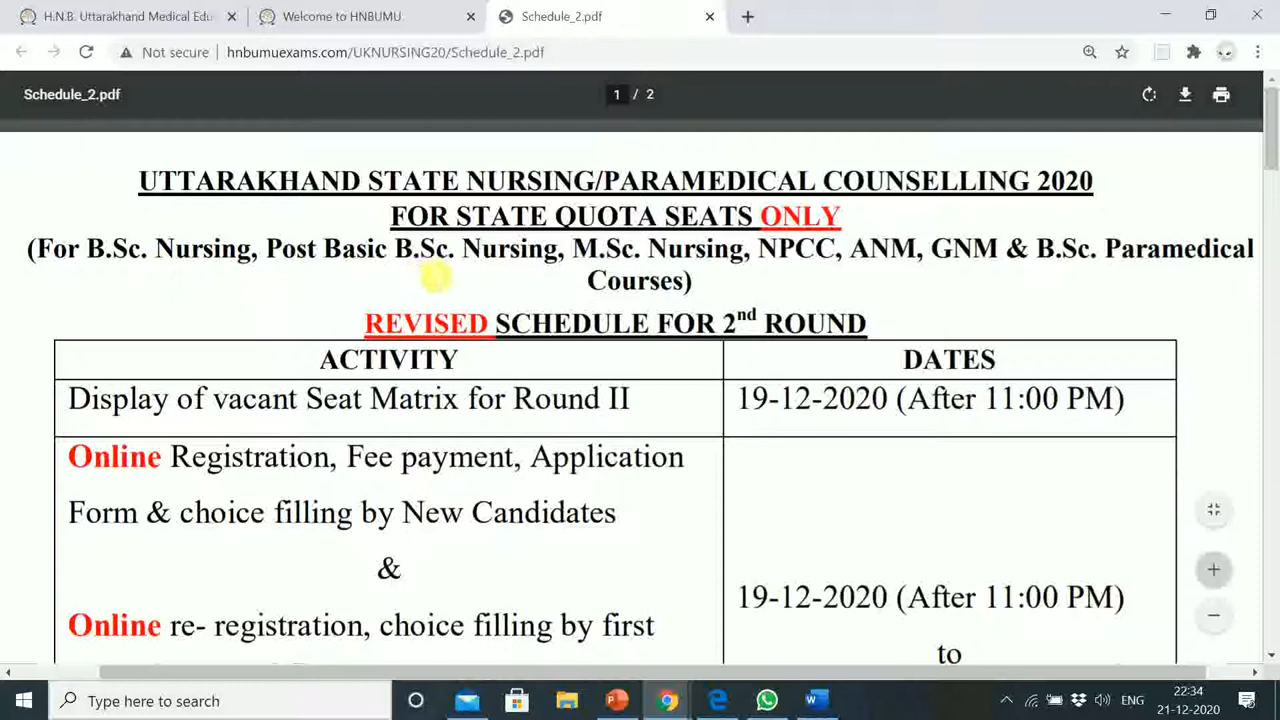 H.N.B. Uttarakhand Medical Edu
Welcome to HNBUMU
Schedule_2.pdf
Not secure
hnbumuexams.com/UKNURSING20/Schedule_2.pdf
Schedule_2.pdf
1 / 2
UTTARAKHAND STATE NURSING/PARAMEDICAL COUNSELLING 2020
FOR STATE QUOTA SEATS ONLY
(For B.Sc. Nursing, Post Basic B.Sc. Nursing, M.Sc. Nursing, NPCC, ANM, GNM & B.Sc. Paramedical
Courses)
REVISED SCHEDULE FOR 2nd ROUND
ACTIVITY
DATES
Display of vacant Seat Matrix for Round II
19-12-2020 (After 11:00 PM)
Online Registration, Fee payment, Application
Form & choice filling by New Candidates
&
Online re- registration, choice filling by first
19-12-2020 (After 11:00 PM)
to
Type here to search
ENG
22:34
21-12-2020